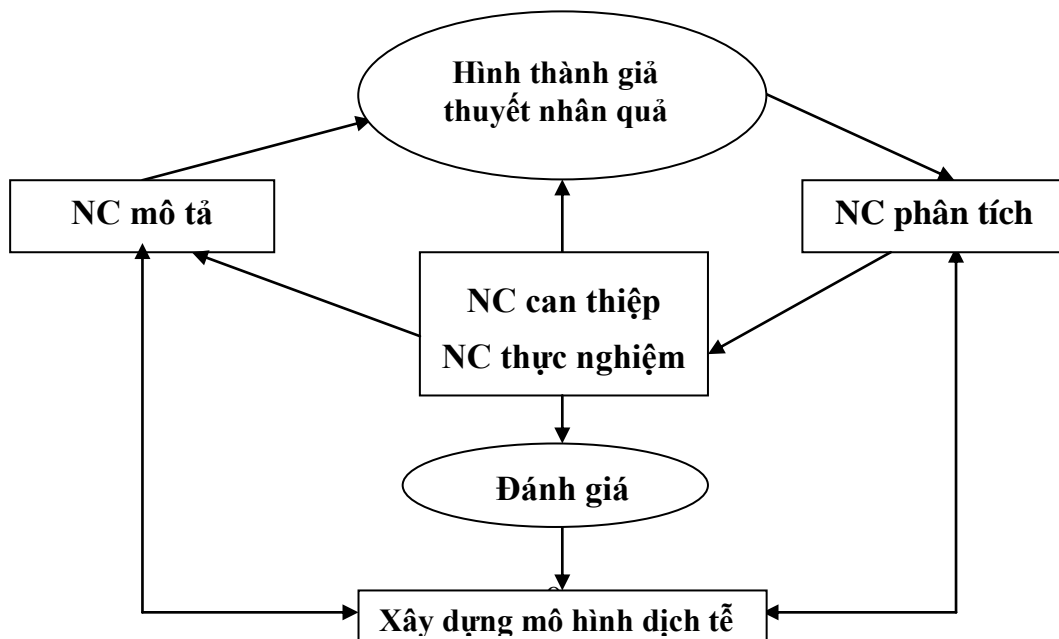 Hình thành giả
thuyết nhân quả
NC mô tả
NC phân tích
NC can thiệp
NC thực nghiệm
Đánh giá
Xây dựng mô hình dịch tễ